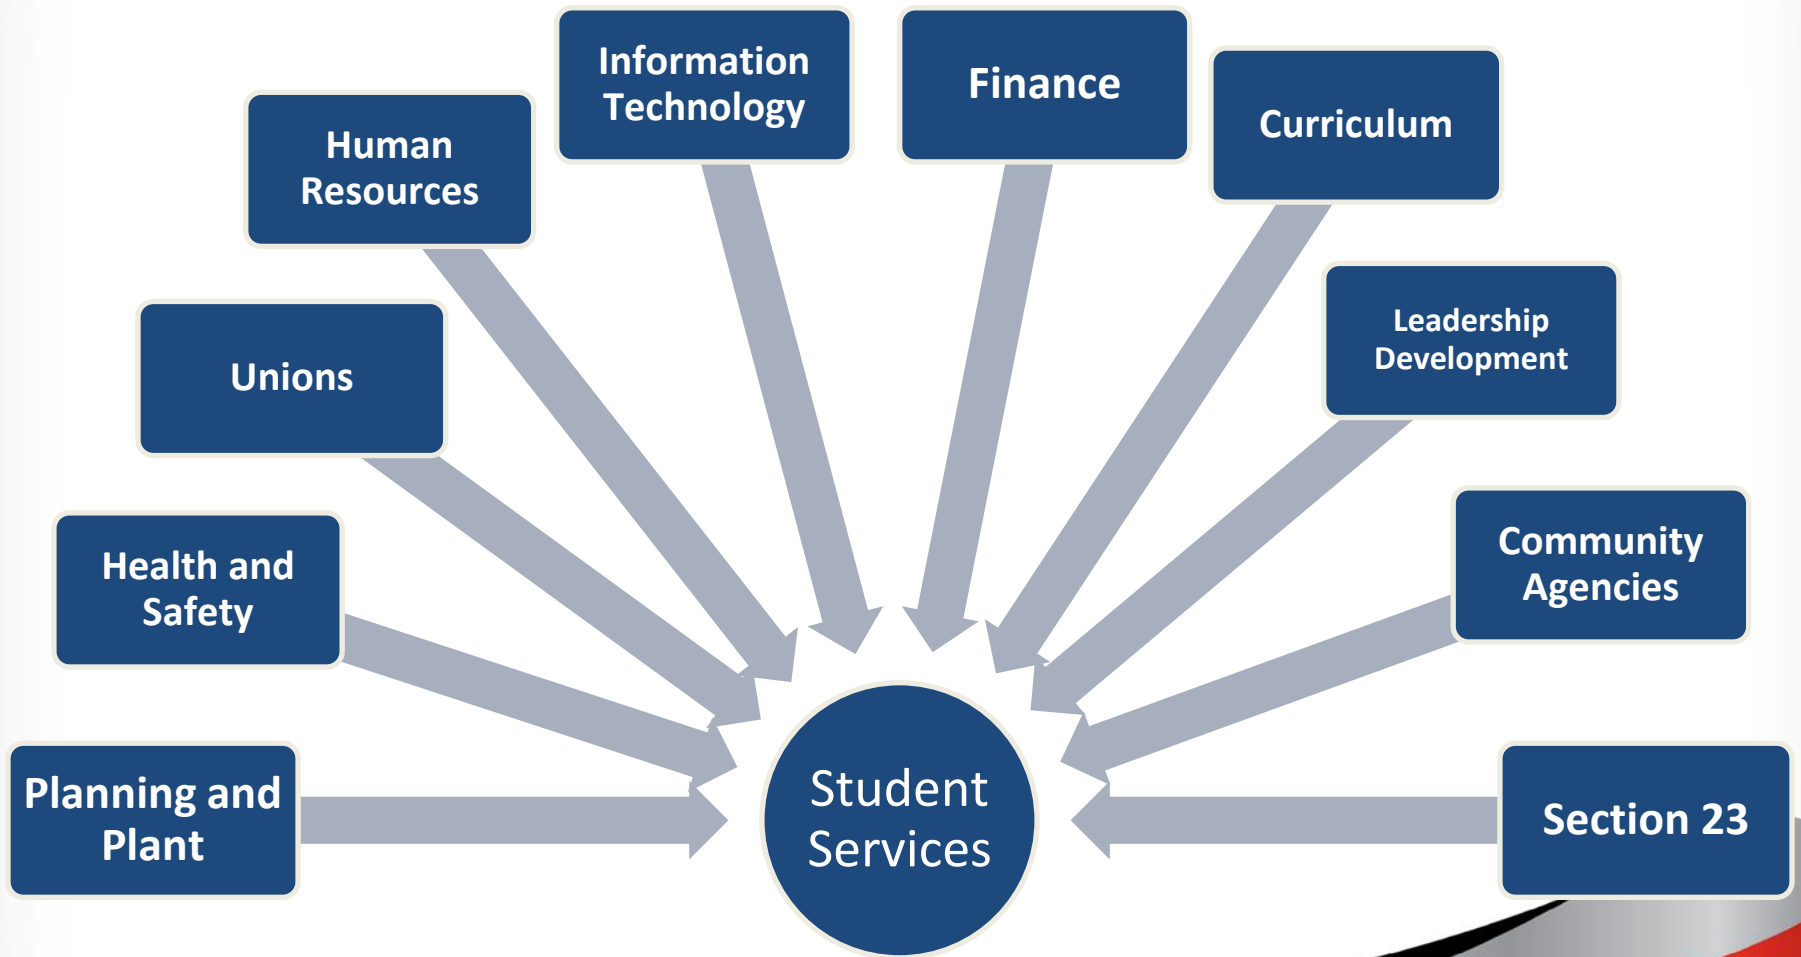 Information
Technology
Finance
Curriculum
Human
Resources
Leadership
Development
Unions
Community
Agencies
Health and
Safety
Planning and
Plant
Student
Services
Section 23